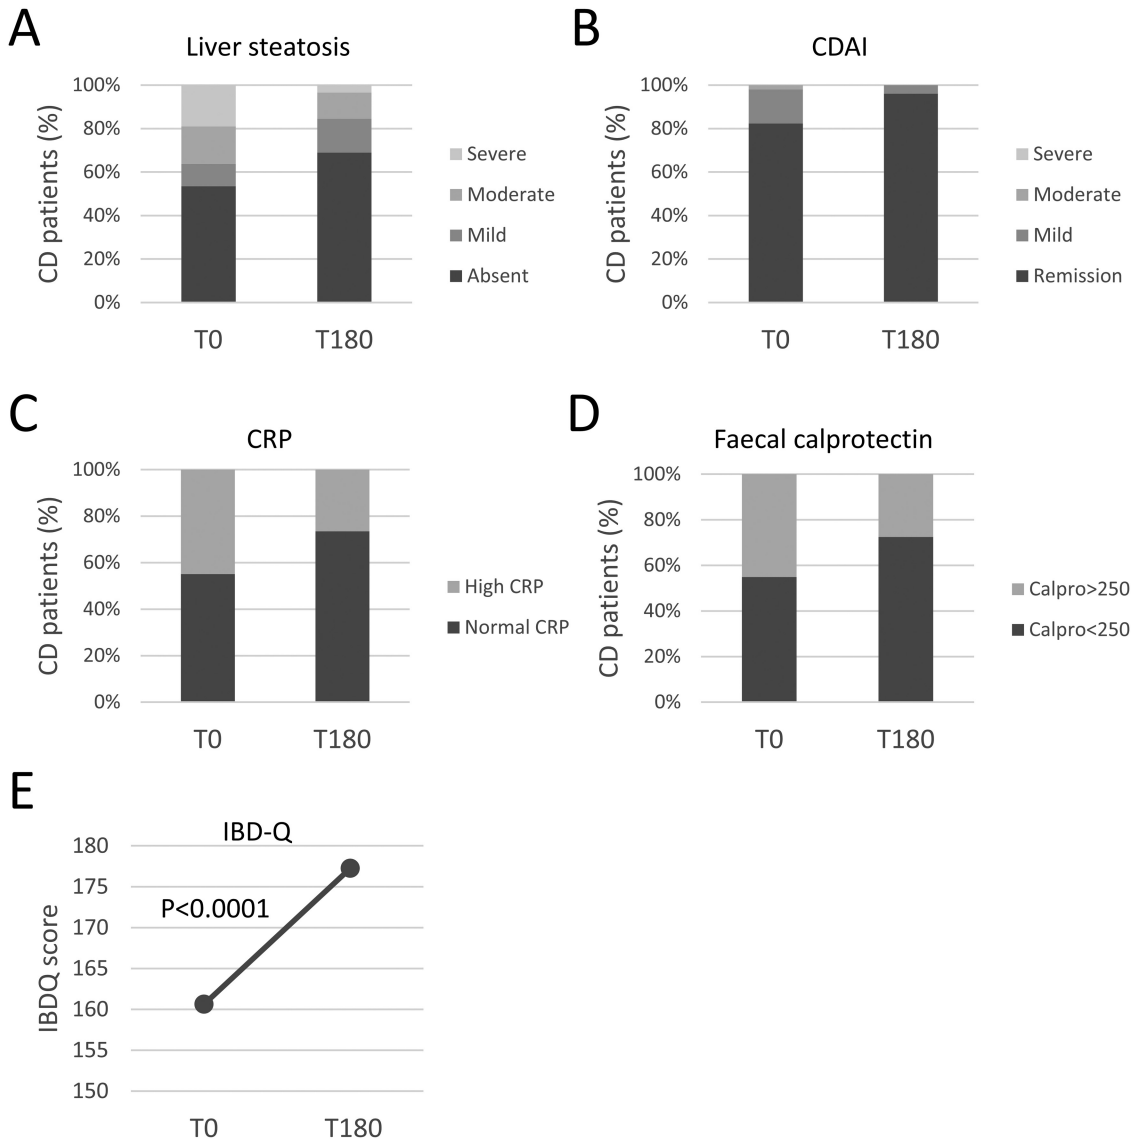 A
Liver steatosis
CD patients (%)
100%
80%
60%
40%
20%
0%
T0
T180
Severe
Moderate
Mild
Absent
B
CDAI
CD patients (%)
100%
80%
60%
40%
20%
0%
T0
T180
Severe
Moderate
Mild
Remission
C
CRP
CD patients (%)
100%
80%
60%
40%
20%
0%
T0
T180
High CRP
Normal CRP
D
Faecal calprotectin
CD patients (%)
100%
80%
60%
40%
20%
0%
T0
T180
Calpro>250
Calpro<250
E
IBD-Q
IBDQ score
180
175
170
165
160
155
150
P<0.0001
T0
T180